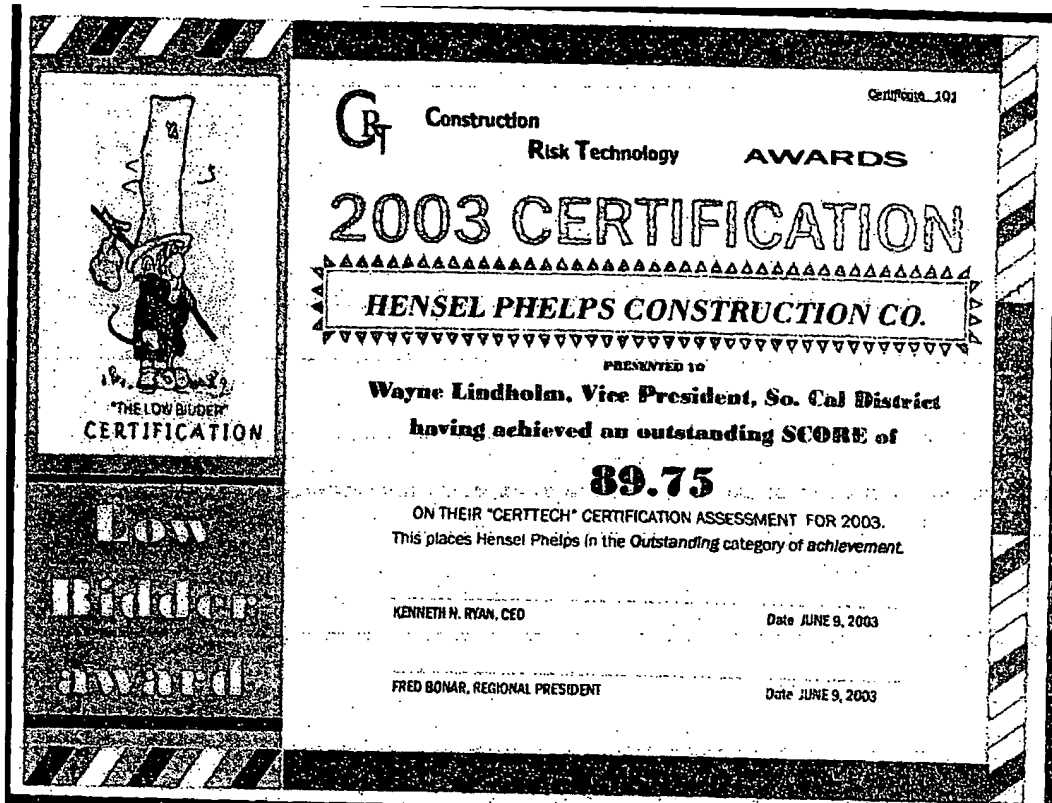 Certificate 101
CRT Construction
Risk Technology AWARDS
2003 CERTIFICATION
HENSEL PHELPS CONSTRUCTION CO.
PRESENTED TO
Wayne Lindholm, Vice President, So. Cal District
having achieved an outstanding SCORE of
89.75
ON THEIR "CERTTECH" CERTIFICATION ASSESSMENT FOR 2003.
This places Hensel Phelps in the Outstanding category of achievement.
KENNETH N. RYAN, CEO Date JUNE 9, 2003
FRED BONAR, REGIONAL PRESIDENT Date JUNE 9, 2003
"THE LOW BIDDER"
CERTIFICATION
Low
Bidder
award